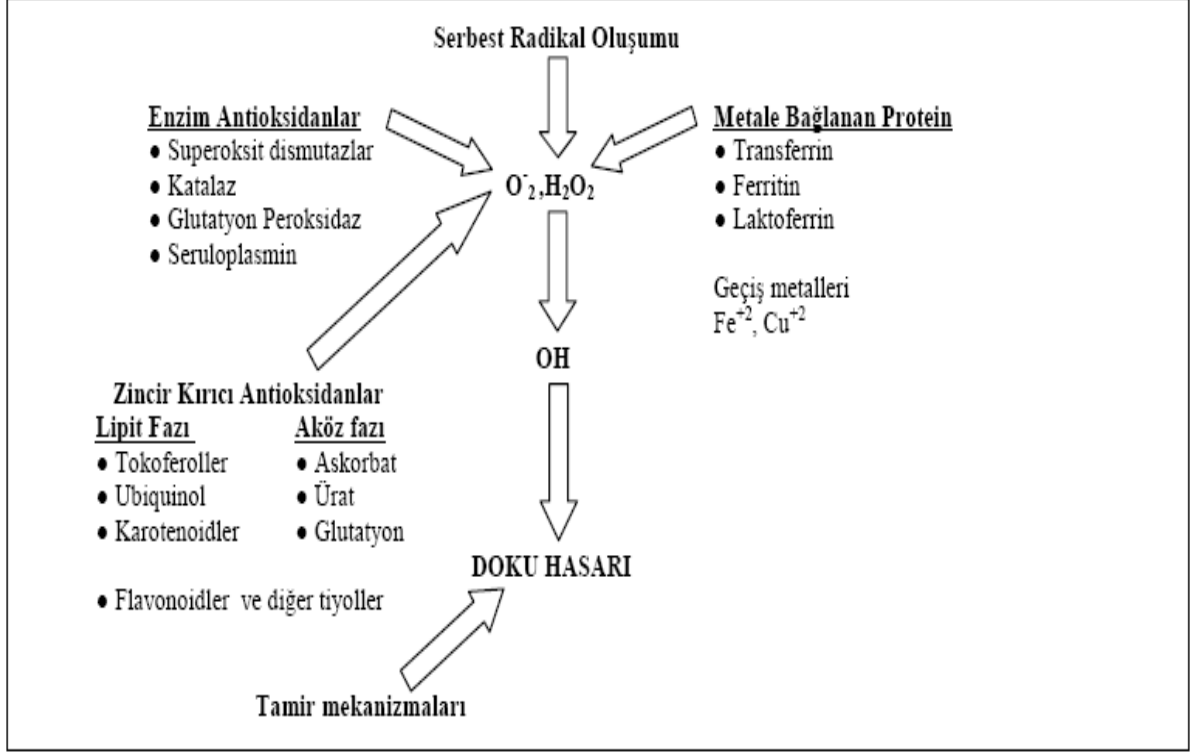 Serbest Radikal Oluşumu
Enzim Antioksidanlar
● Superoksit dismutazlar
● Katalaz
● Glutatyon Peroksidaz
● Seruloplasmin
Metale Bağlanan Protein
● Transferrin
● Ferritin
● Laktoferrin
Geçiş metalleri
Fe⁺², Cu⁺²
O⁻₂,H₂O₂
OH
Zincir Kırıcı Antioksidanlar
Lipit Fazı
● Tokoferoller
● Ubiquinol
● Karotenoidler
Aköz fazı
● Askorbat
● Ürat
● Glutatyon
● Flavonoidler ve diğer tiyoller
DOKU HASARI
Tamir mekanizmaları